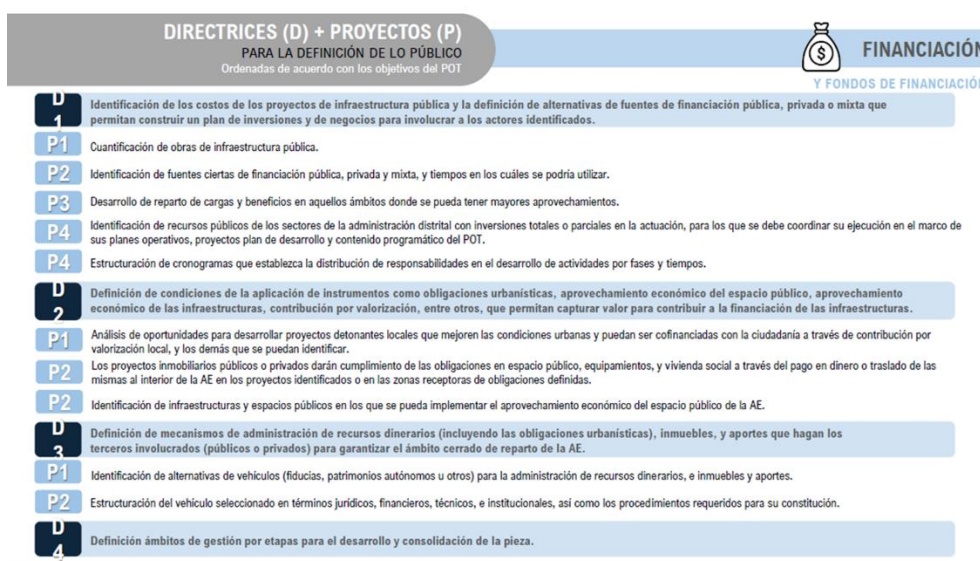 DIRECTRICES (D) + PROYECTOS (P)
PARA LA DEFINICIÓN DE LO PÚBLICO
Ordenadas de acuerdo con los objetivos del POT
$
FINANCIACIÓN
Y FONDOS DE FINANCIACIÓN
D
1
Identificación de los costos de los proyectos de infraestructura pública y la definición de alternativas de fuentes de financiación pública, privada o mixta que
permitan construir un plan de inversiones y de negocios para involucrar a los actores identificados.
P1
Cuantificación de obras de infraestructura pública.
P2
Identificación de fuentes ciertas de financiación pública, privada y mixta, y tiempos en los cuáles se podría utilizar.
P3
Desarrollo de reparto de cargas y beneficios en aquellos ámbitos donde se pueda tener mayores aprovechamientos.
P4
Identificación de recursos públicos de los sectores de la administración distrital con inversiones totales o parciales en la actuación, para los que se debe coordinar su ejecución en el marco de
sus planes operativos, proyectos plan de desarrollo y contenido programático del POT.
P4
Estructuración de cronogramas que establezca la distribución de responsabilidades en el desarrollo de actividades por fases y tiempos.
D
2
Definición de condiciones de la aplicación de instrumentos como obligaciones urbanísticas, aprovechamiento económico del espacio público, aprovechamiento
económico de las infraestructuras, contribución por valorización, entre otros, que permitan capturar valor para contribuir a la financiación de las infraestructuras.
P1
Análisis de oportunidades para desarrollar proyectos detonantes locales que mejoren las condiciones urbanas y puedan ser cofinanciadas con la ciudadanía a través de contribución por
valorización local, y los demás que se puedan identificar.
P2
Los proyectos inmobiliarios públicos o privados darán cumplimiento de las obligaciones en espacio público, equipamientos, y vivienda social a través del pago en dinero o traslado de las
mismas al interior de la AE en los proyectos identificados o en las zonas receptoras de obligaciones definidas.
P2
Identificación de infraestructuras y espacios públicos en los que se pueda implementar el aprovechamiento económico del espacio público de la AE.
D
3
Definición de mecanismos de administración de recursos dinerarios (incluyendo las obligaciones urbanísticas), inmuebles, y aportes que hagan los
terceros involucrados (públicos o privados) para garantizar el ámbito cerrado de reparto de la AE.
P1
Identificación de alternativas de vehículos (fiducias, patrimonios autónomos u otros) para la administración de recursos dinerarios, e inmuebles y aportes.
P2
Estructuración del vehículo seleccionado en términos jurídicos, financieros, técnicos, e institucionales, así como los procedimientos requeridos para su constitución.
D
4
Definición ámbitos de gestión por etapas para el desarrollo y consolidación de la pieza.